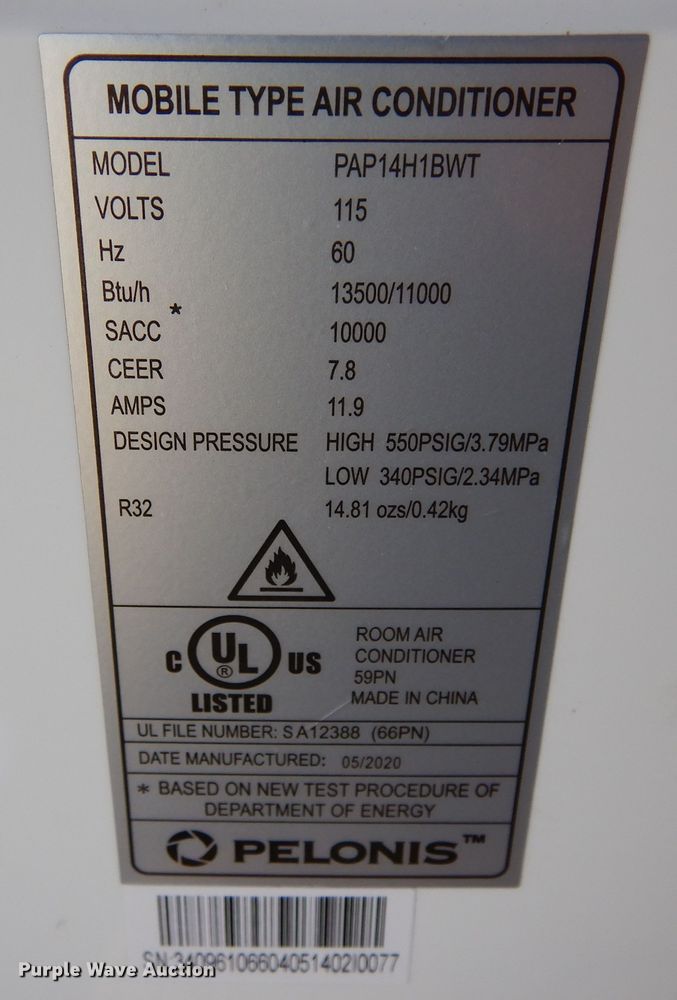 MOBILE TYPE AIR CONDITIONER
MODEL PAP14H1BWT
VOLTS 115
Hz 60
Btu/h 13500/11000
SACC * 10000
CEER 7.8
AMPS 11.9
DESIGN PRESSURE HIGH 550PSIG/3.79MPa
LOW 340PSIG/2.34MPa
R32 14.81 ozs/0.42kg
C UL ® US
LISTED
ROOM AIR
CONDITIONER
59PN
MADE IN CHINA
UL FILE NUMBER: SA12388 (66PN)
DATE MANUFACTURED: 05/2020
* BASED ON NEW TEST PROCEDURE OF
DEPARTMENT OF ENERGY
PELONIS™
Purple Wave Auction